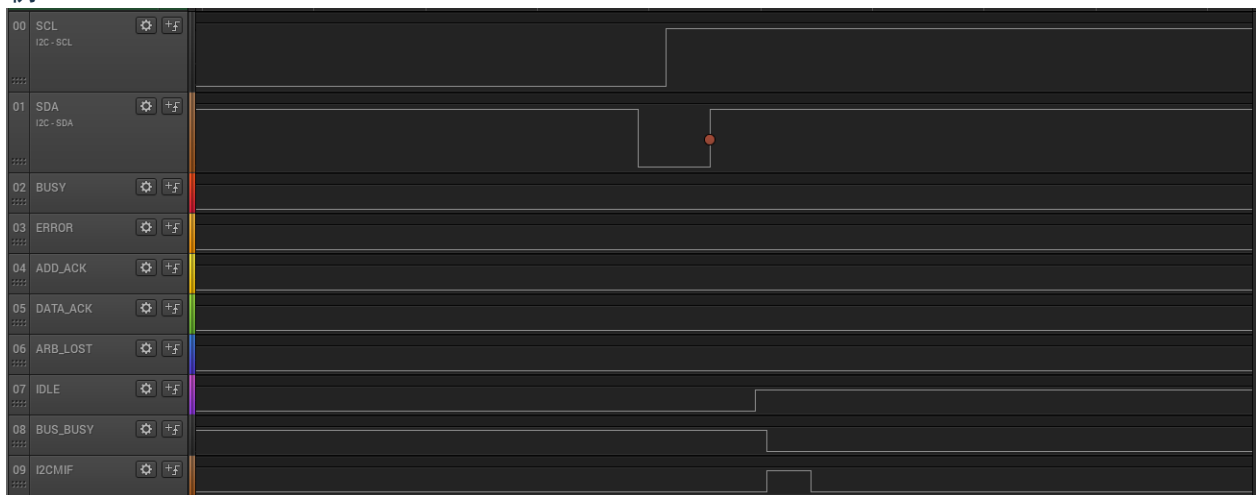 00 SCL
I2C - SCL
01 SDA
I2C - SDA
02 BUSY
03 ERROR
04 ADD_ACK
05 DATA_ACK
06 ARB_LOST
07 IDLE
08 BUS_BUSY
09 I2CMIF